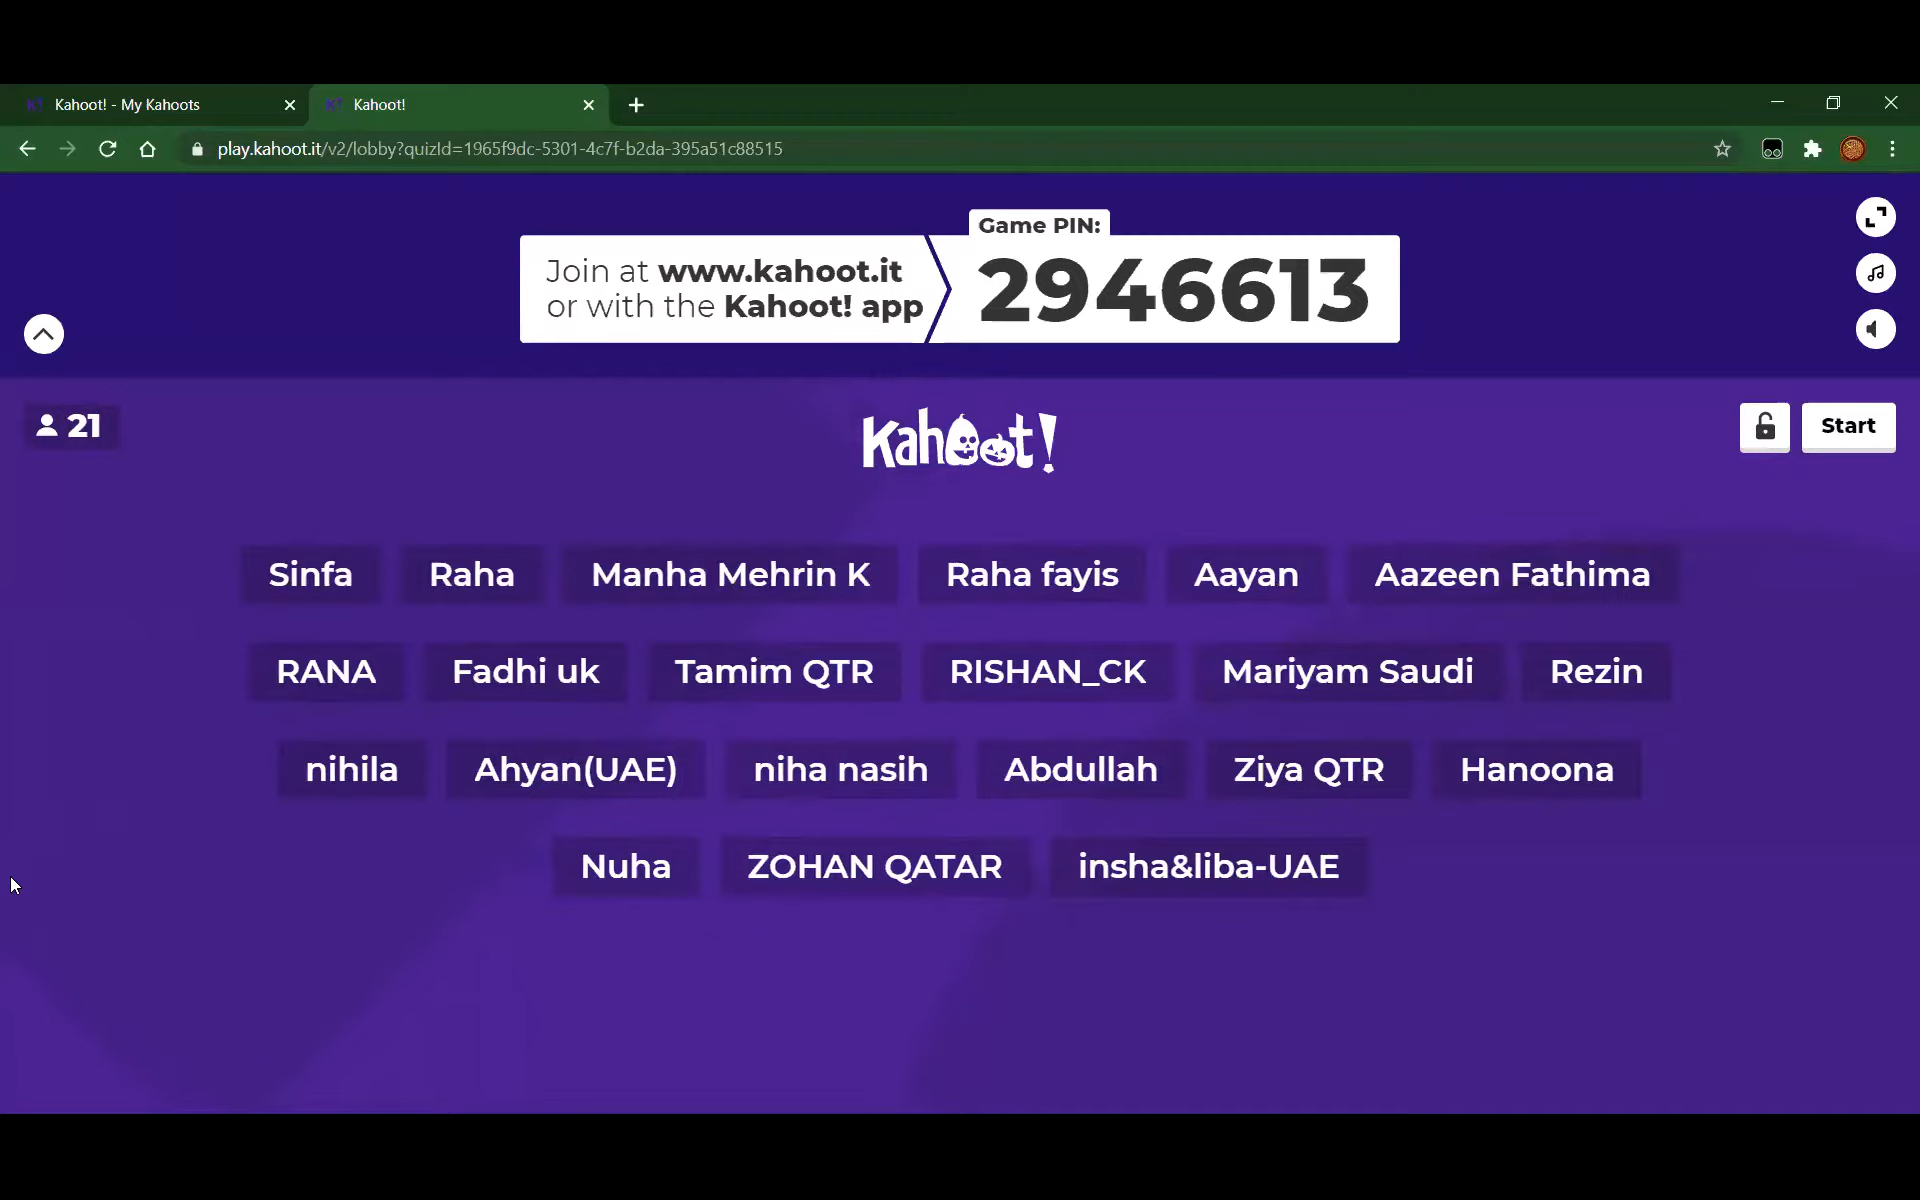 Kahoot! - My Kahoots
Kahoot!
play.kahoot.it/v2/lobby?quizId=1965f9dc-5301-4c7f-b2da-395a51c88515
Game PIN:
Join at www.kahoot.it
or with the Kahoot! app
2946613
21
Kahoot!
Start
Sinfa Raha Manha Mehrin K Raha fayis Aayan Aazeen Fathima
RANA Fadhi uk Tamim QTR RISHAN_CK Mariyam Saudi Rezin
nihila Ahyan(UAE) niha nasih Abdullah Ziya QTR Hanoona
Nuha ZOHAN QATAR insha&liba-UAE